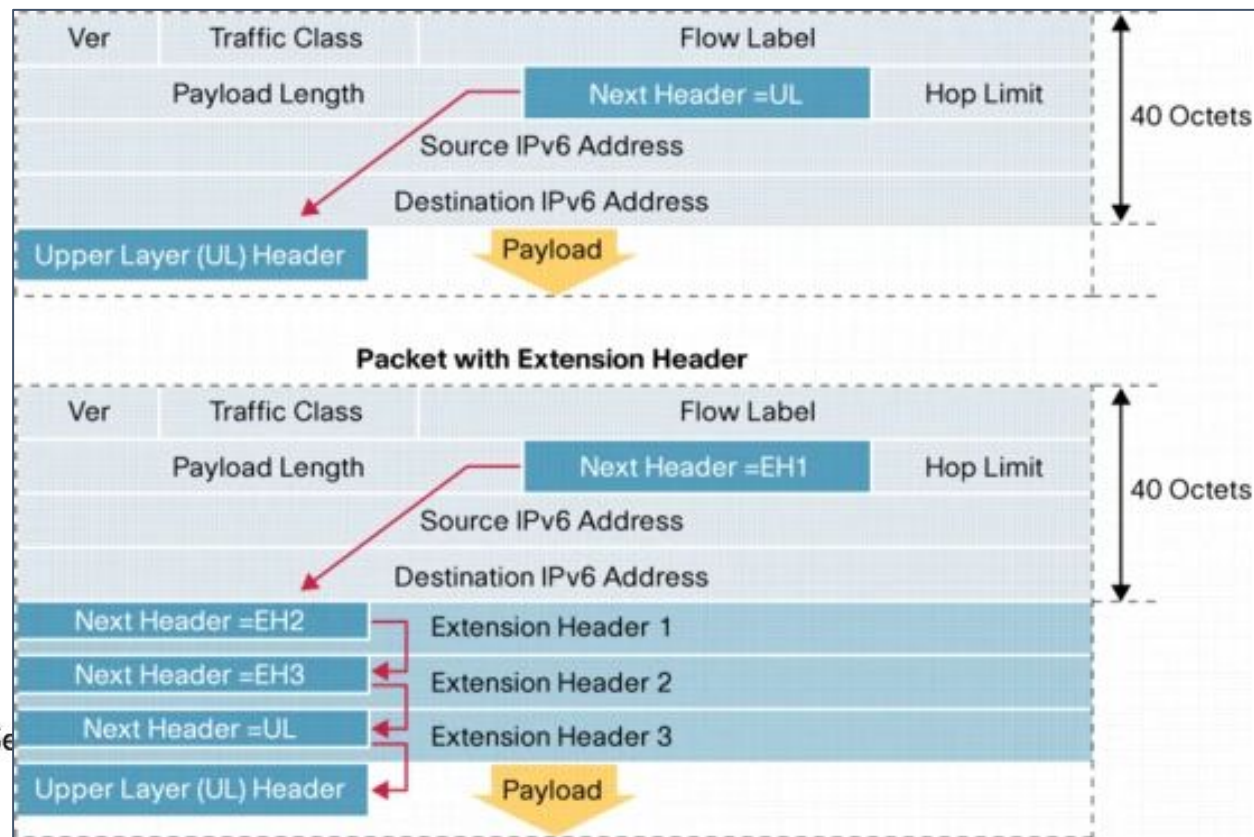 Ver Traffic Class Flow Label
Payload Length Next Header =UL Hop Limit
40 Octets
Source IPv6 Address
Destination IPv6 Address
Upper Layer (UL) Header Payload
Packet with Extension Header
Ver Traffic Class Flow Label
Payload Length Next Header =EH1 Hop Limit
40 Octets
Source IPv6 Address
Destination IPv6 Address
Next Header =EH2 Extension Header 1
Next Header =EH3 Extension Header 2
Next Header =UL Extension Header 3
Upper Layer (UL) Header Payload